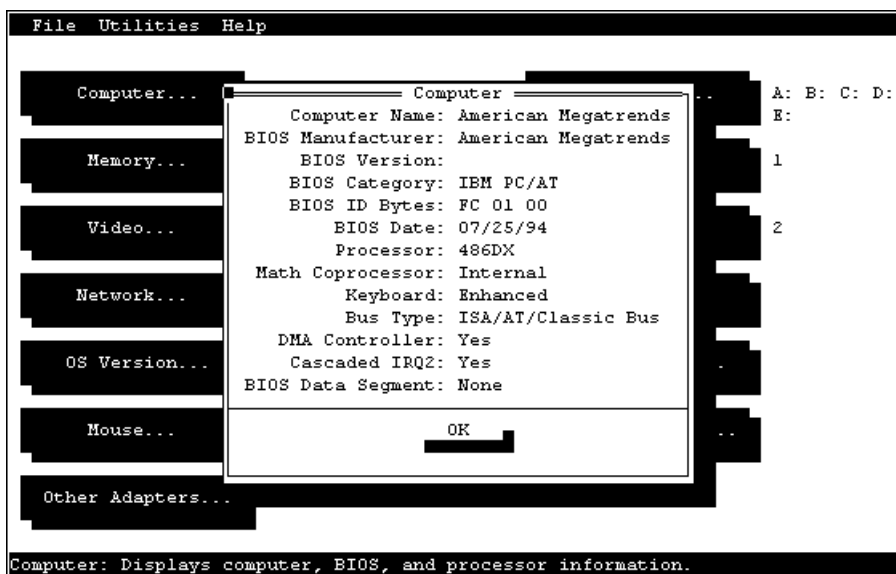 File Utilities Help
Computer... .. A: B: C: D:
E:
Computer
Computer Name: American Megatrends
BIOS Manufacturer: American Megatrends
BIOS Version:
BIOS Category: IBM PC/AT
BIOS ID Bytes: FC 01 00
BIOS Date: 07/25/94
Processor: 486DX
Math Coprocessor: Internal
Keyboard: Enhanced
Bus Type: ISA/AT/Classic Bus
DMA Controller: Yes
Cascaded IRQ2: Yes
BIOS Data Segment: None
OK
Memory... 1
Video... 2
Network...
OS Version... .
Mouse... ..
Other Adapters...
Computer: Displays computer, BIOS, and processor information.